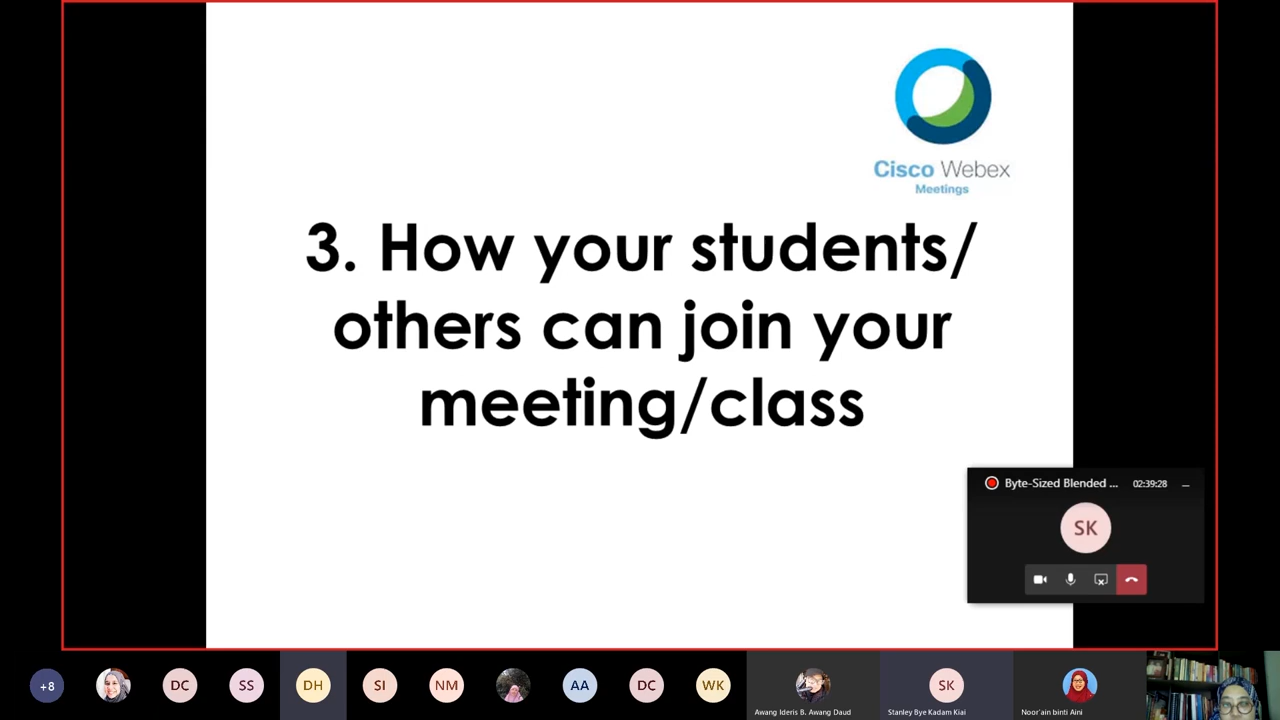 Cisco Webex
Meetings
3. How your students/
others can join your
meeting/class
Byte-Sized Blended ...
02:39:28
SK
+8
DC
SS
DH
SI
NM
AA
DC
WK
SK
Awang Ideris B. Awang Daud
Stanley Bye Kadam Kiai
Noor'ain binti Aini